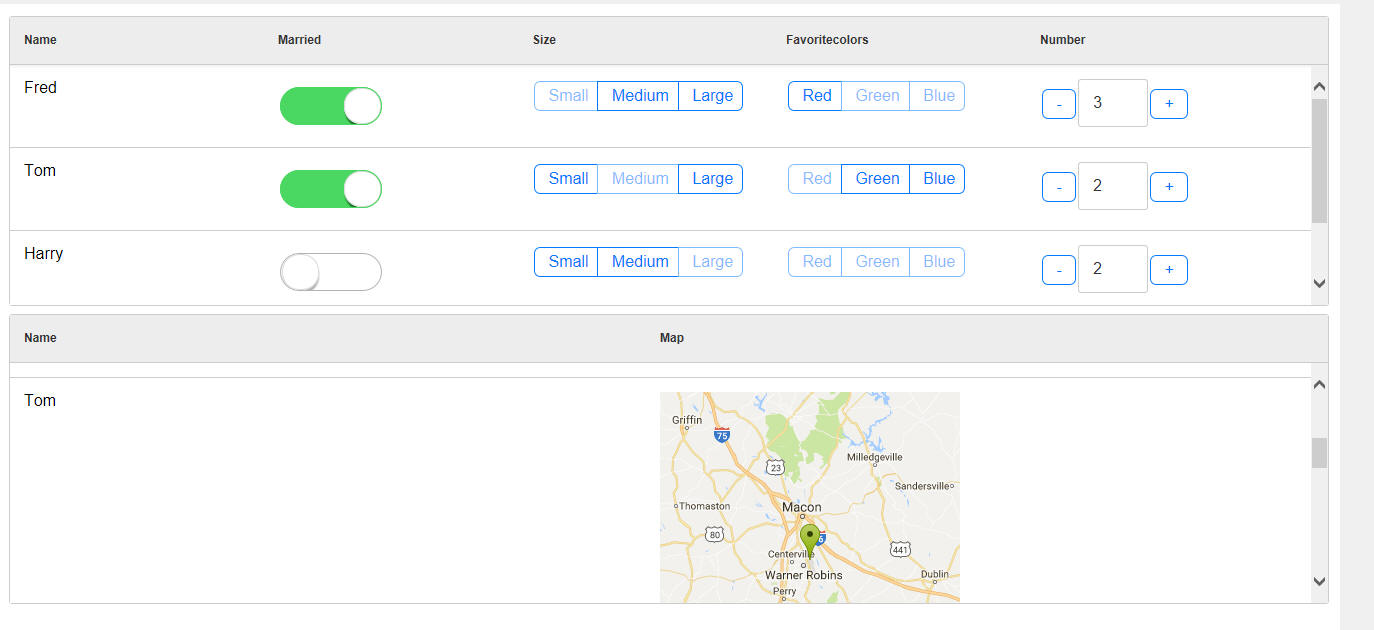 Name Married Size Favoritecolors Number
Fred Small Medium Large Red Green Blue - 3 +
Tom Small Medium Large Red Green Blue - 2 +
Harry Small Medium Large Red Green Blue - 2 +
Name Map
Tom
Griffin
75
23
Milledgeville
Sandersville
Thomaston
Macon
80
441
Centerville
Warner Robins
Dublin
Perry